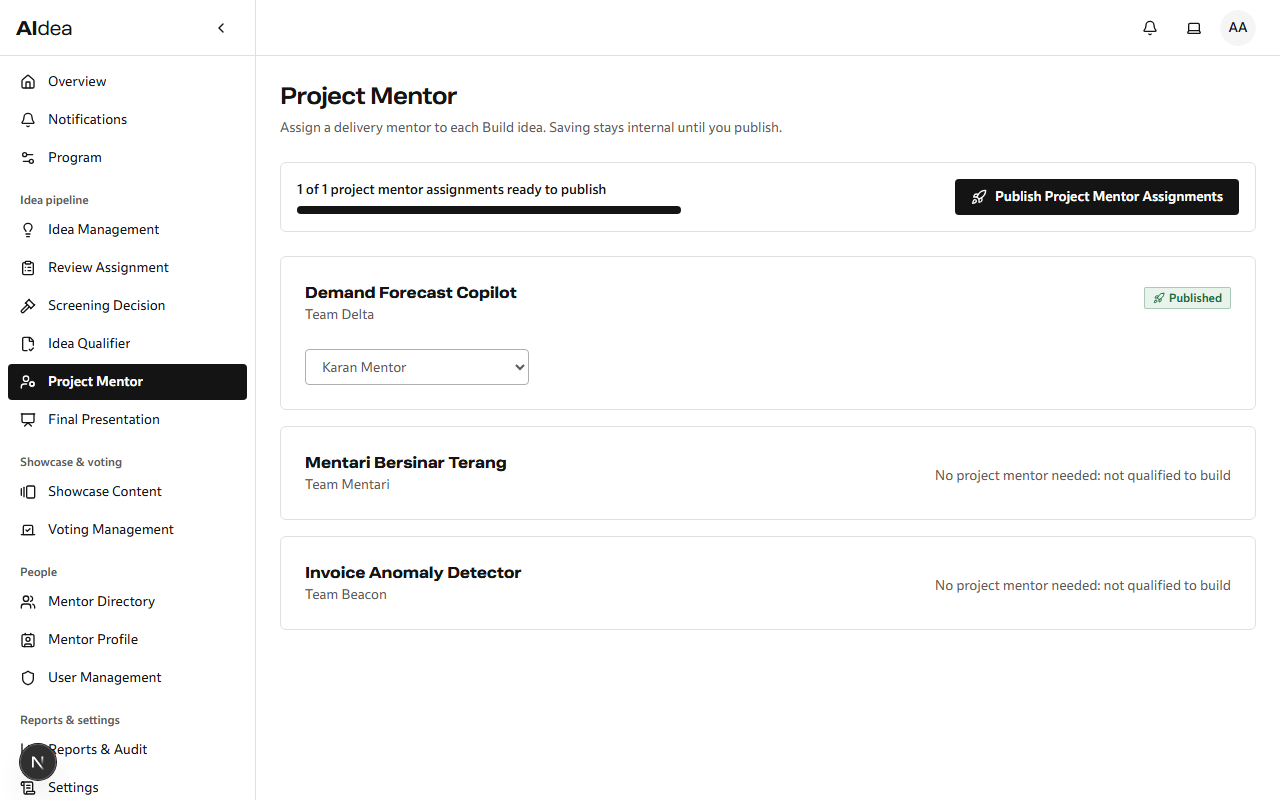 AIdea
AA
Overview
Notifications
Program
Idea pipeline
Idea Management
Review Assignment
Screening Decision
Idea Qualifier
Project Mentor
Final Presentation
Showcase & voting
Showcase Content
Voting Management
People
Mentor Directory
Mentor Profile
User Management
Reports & settings
Reports & Audit
N
Settings
Project Mentor
Assign a delivery mentor to each Build idea. Saving stays internal until you publish.
1 of 1 project mentor assignments ready to publish
Publish Project Mentor Assignments
Demand Forecast Copilot
Team Delta
Published
Karan Mentor
Mentari Bersinar Terang
Team Mentari
No project mentor needed: not qualified to build
Invoice Anomaly Detector
Team Beacon
No project mentor needed: not qualified to build